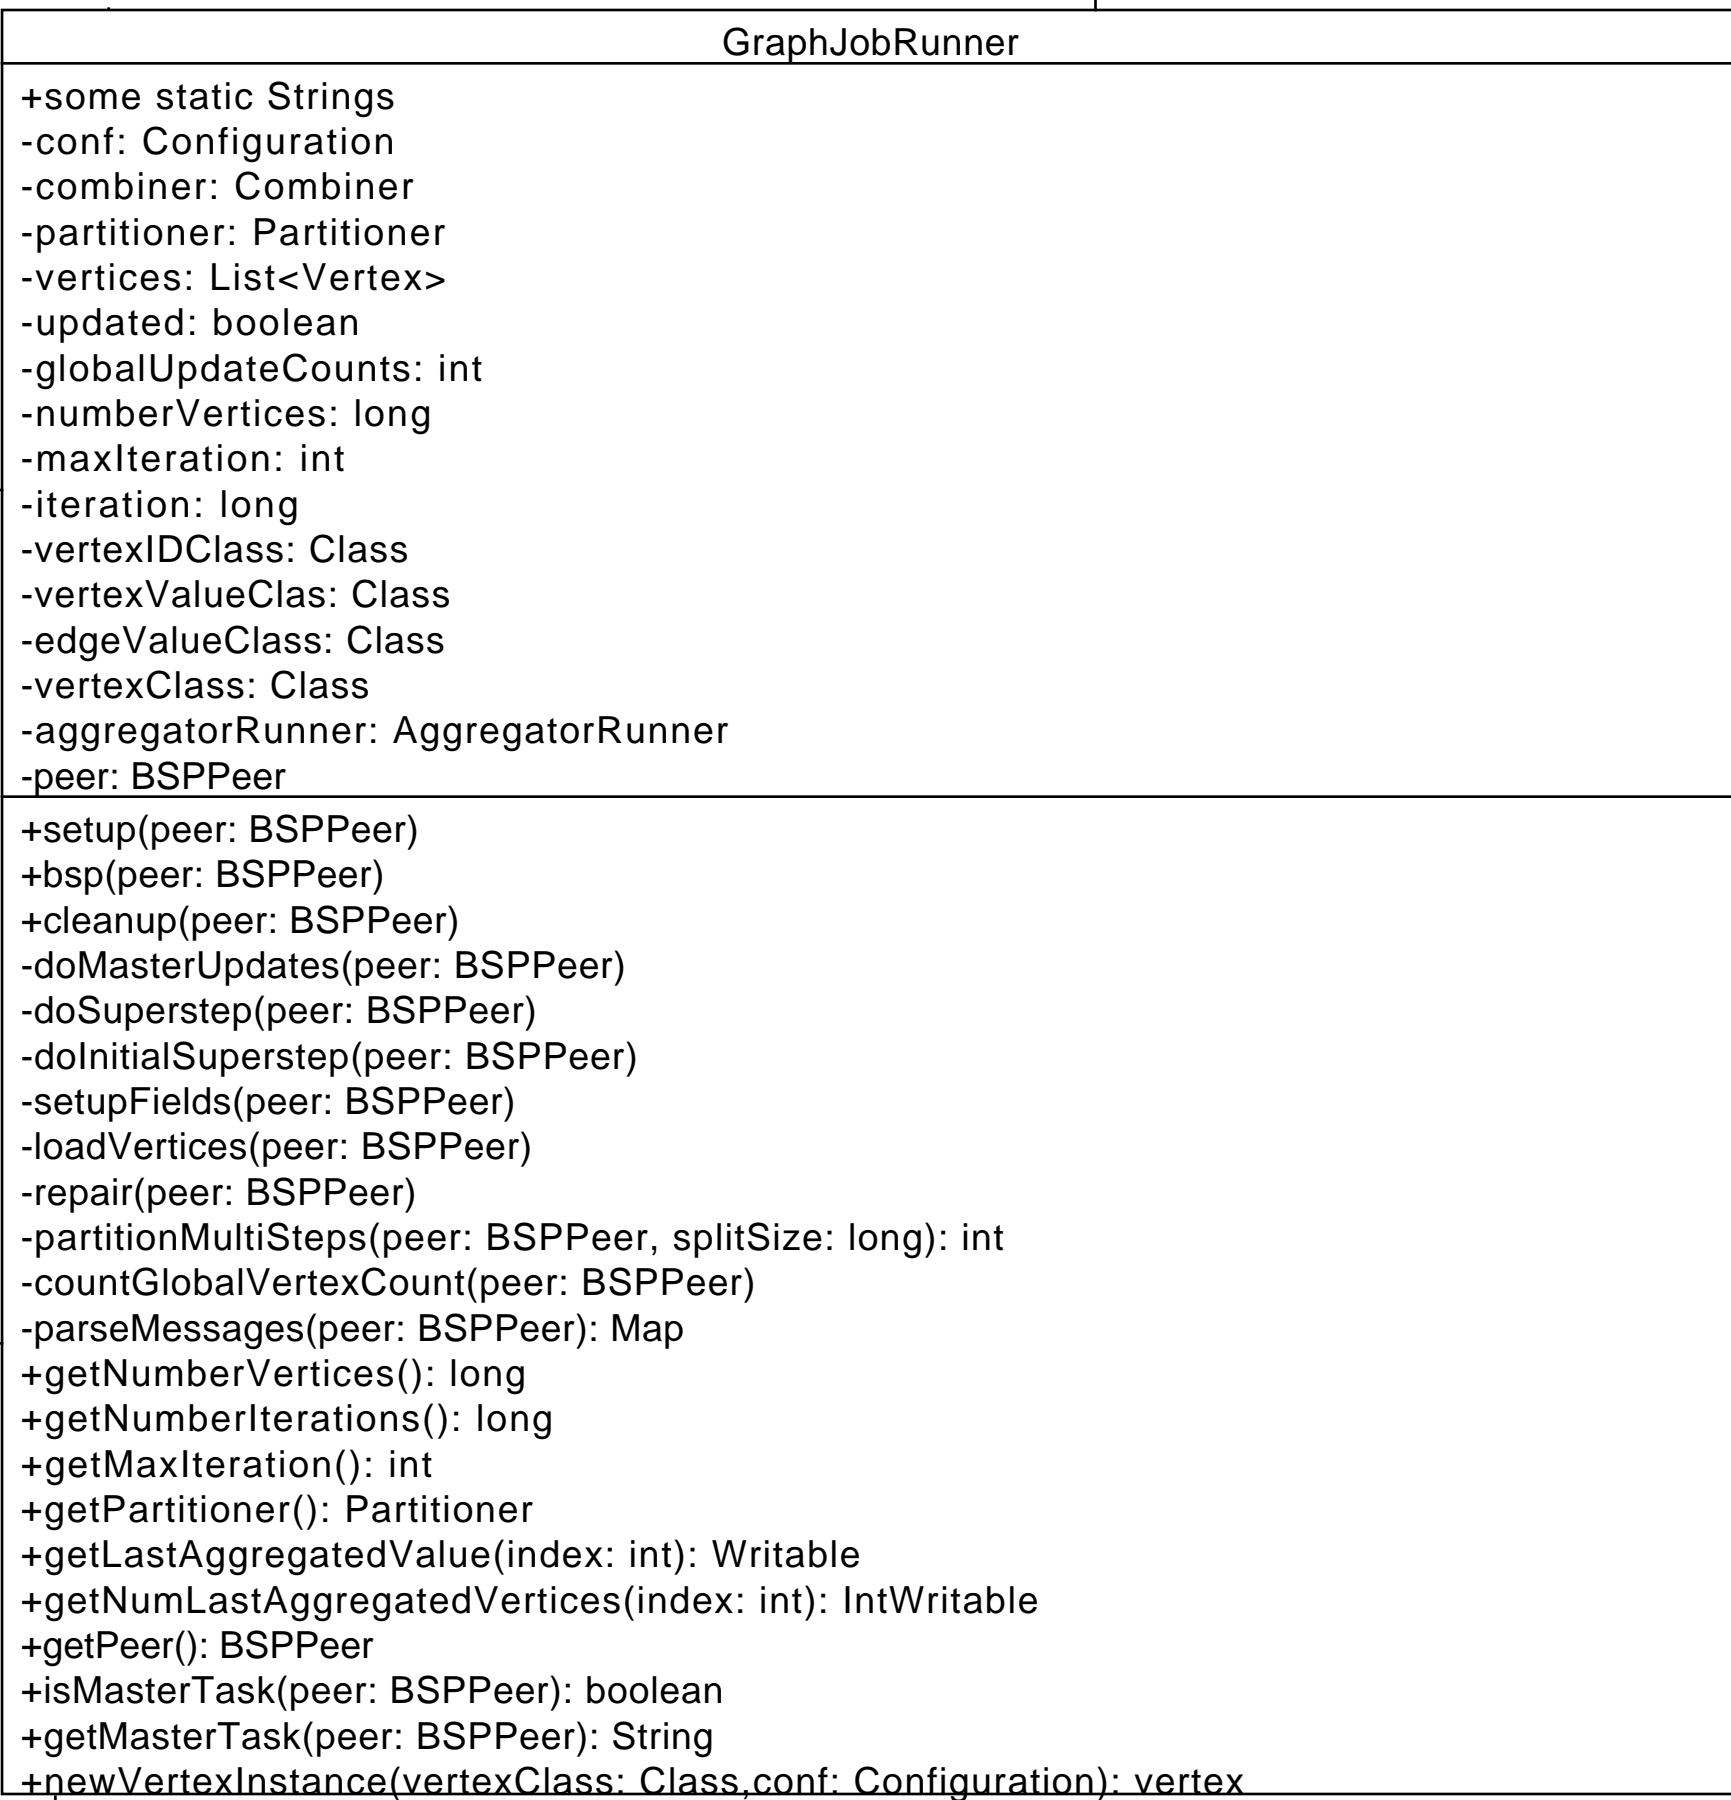 GraphJobRunner
+some static Strings
-conf: Configuration
-combiner: Combiner
-partitioner: Partitioner
-vertices: List<Vertex>
-updated: boolean
-globalUpdateCounts: int
-numberVertices: long
-maxIteration: int
-iteration: long
-vertexIDClass: Class
-vertexValueClas: Class
-edgeValueClass: Class
-vertexClass: Class
-aggregatorRunner: AggregatorRunner
-peer: BSPPeer
+setup(peer: BSPPeer)
+bsp(peer: BSPPeer)
+cleanup(peer: BSPPeer)
-doMasterUpdates(peer: BSPPeer)
-doSuperstep(peer: BSPPeer)
-doInitialSuperstep(peer: BSPPeer)
-setupFields(peer: BSPPeer)
-loadVertices(peer: BSPPeer)
-repair(peer: BSPPeer)
-partitionMultiSteps(peer: BSPPeer, splitSize: long): int
-countGlobalVertexCount(peer: BSPPeer)
-parseMessages(peer: BSPPeer): Map
+getNumberVertices(): long
+getNumberIterations(): long
+getMaxIteration(): int
+getPartitioner(): Partitioner
+getLastAggregatedValue(index: int): Writable
+getNumLastAggregatedVertices(index: int): IntWritable
+getPeer(): BSPPeer
+isMasterTask(peer: BSPPeer): boolean
+getMasterTask(peer: BSPPeer): String
+newVertexInstance(vertexClass: Class,conf: Configuration): vertex